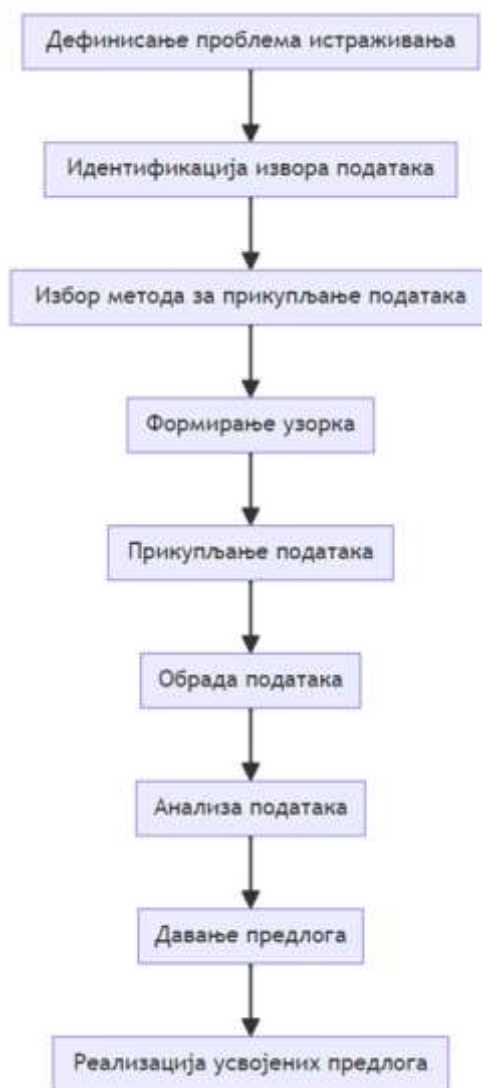 Дефинисање проблема истраживања
Идентификација извора података
Избор метода за прикупљање података
Формирање узорка
Прикупљање података
Обрада података
Анализа података
Давање предлога
Реализација усвојених предлога